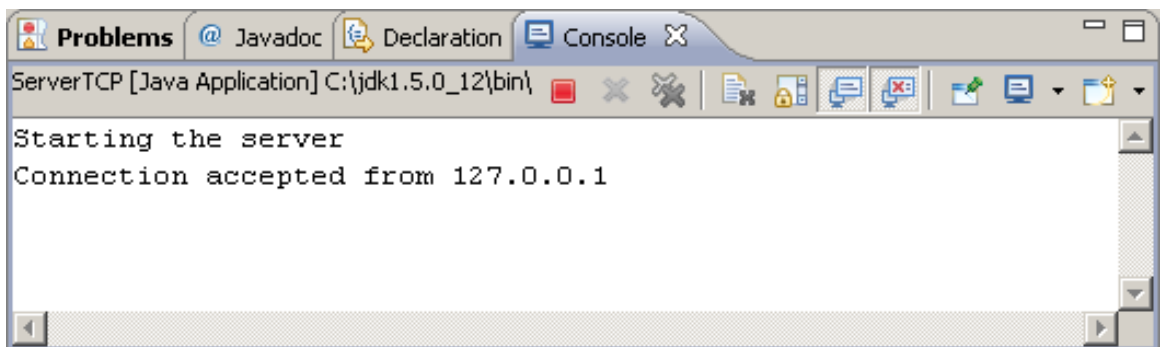 Problems @ Javadoc Declaration Console
ServerTCP [Java Application] C:\jdk1.5.0_12\bin\
Starting the server
Connection accepted from 127.0.0.1